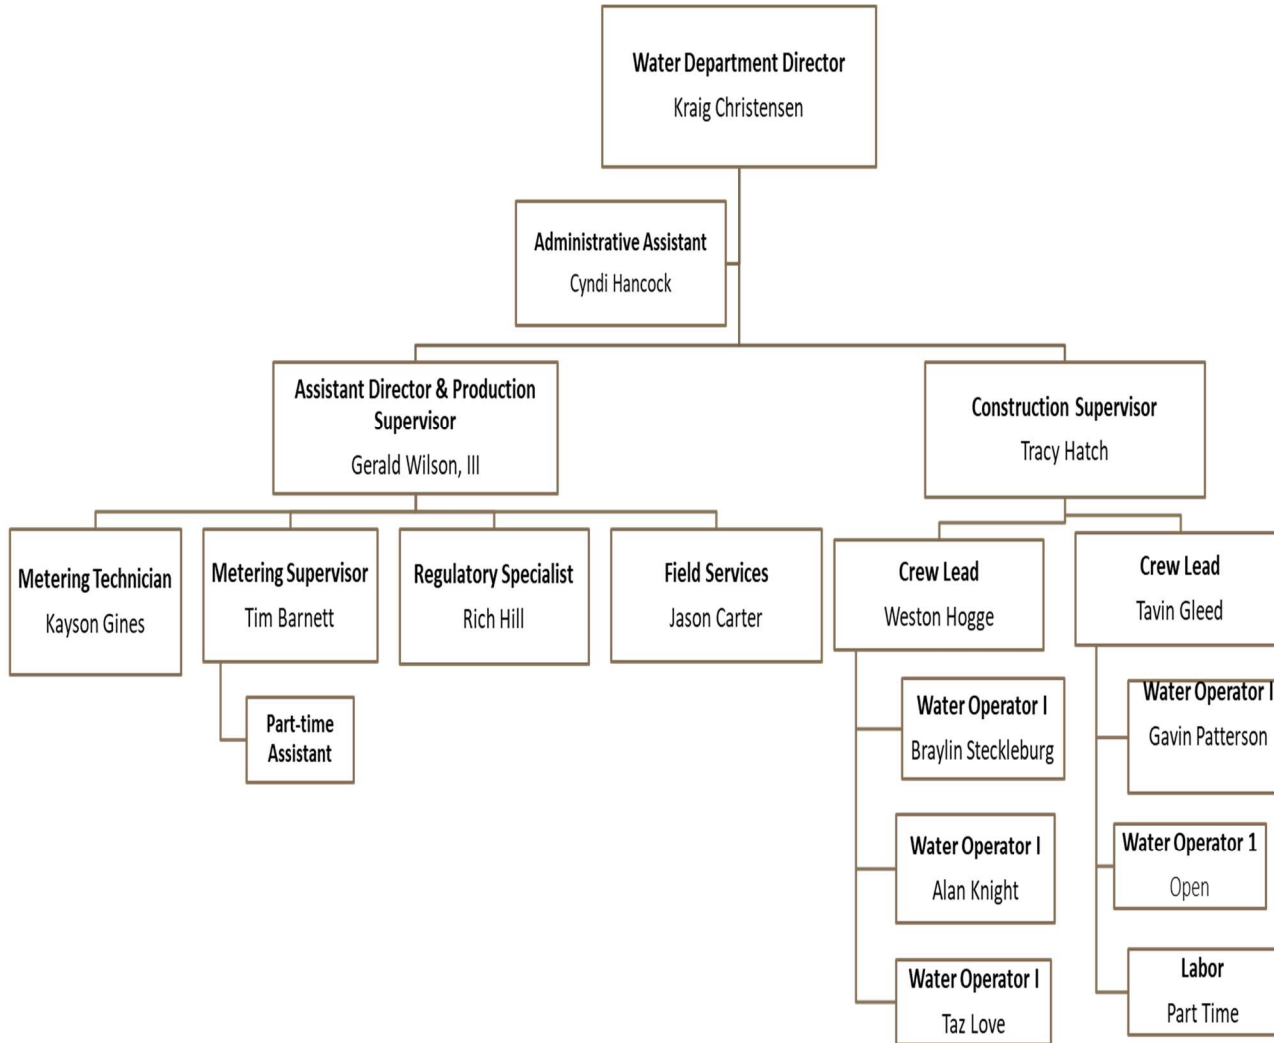 Water Department Director
Kraig Christensen
Administrative Assistant
Cyndi Hancock
Assistant Director & Production
Supervisor
Gerald Wilson, III
Construction Supervisor
Tracy Hatch
Metering Technician
Kayson Gines
Metering Supervisor
Tim Barnett
Part-time
Assistant
Regulatory Specialist
Rich Hill
Field Services
Jason Carter
Crew Lead
Weston Hogge
Water Operator I
Braylin Steckleburg
Water Operator I
Alan Knight
Water Operator I
Taz Love
Crew Lead
Tavin Gleed
Water Operator I
Gavin Patterson
Water Operator 1
Open
Labor
Part Time